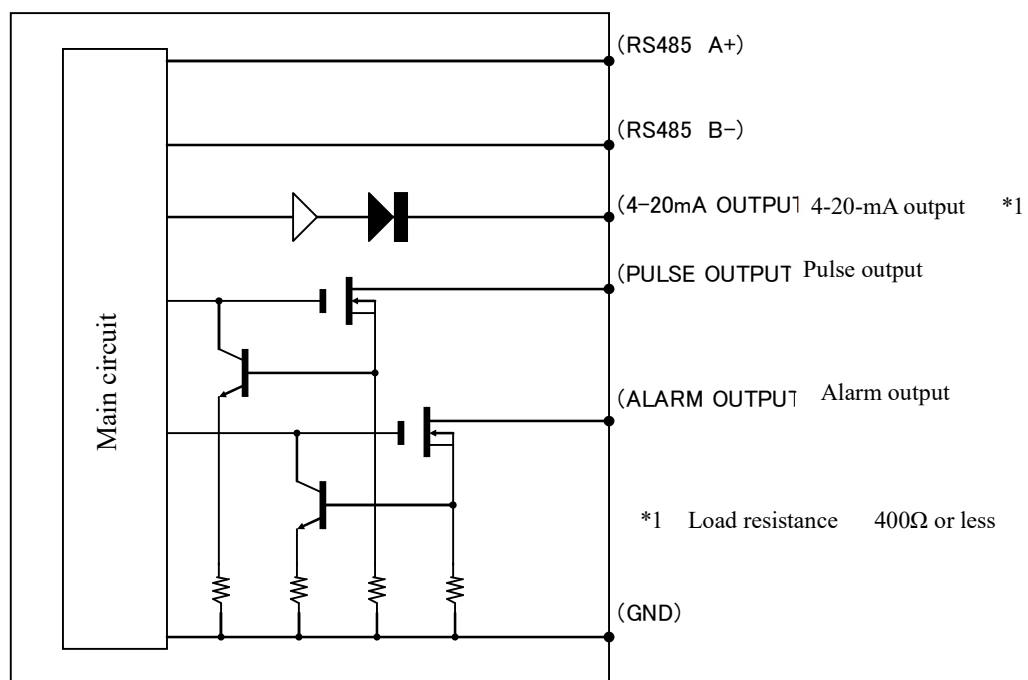 (RS485 A+)
(RS485 B-)
(4-20mA OUTPUT 4-20-mA output *1
(PULSE OUTPUT Pulse output
Main circuit
(ALARM OUTPUT Alarm output
*1 Load resistance 400Ω or less
(GND)